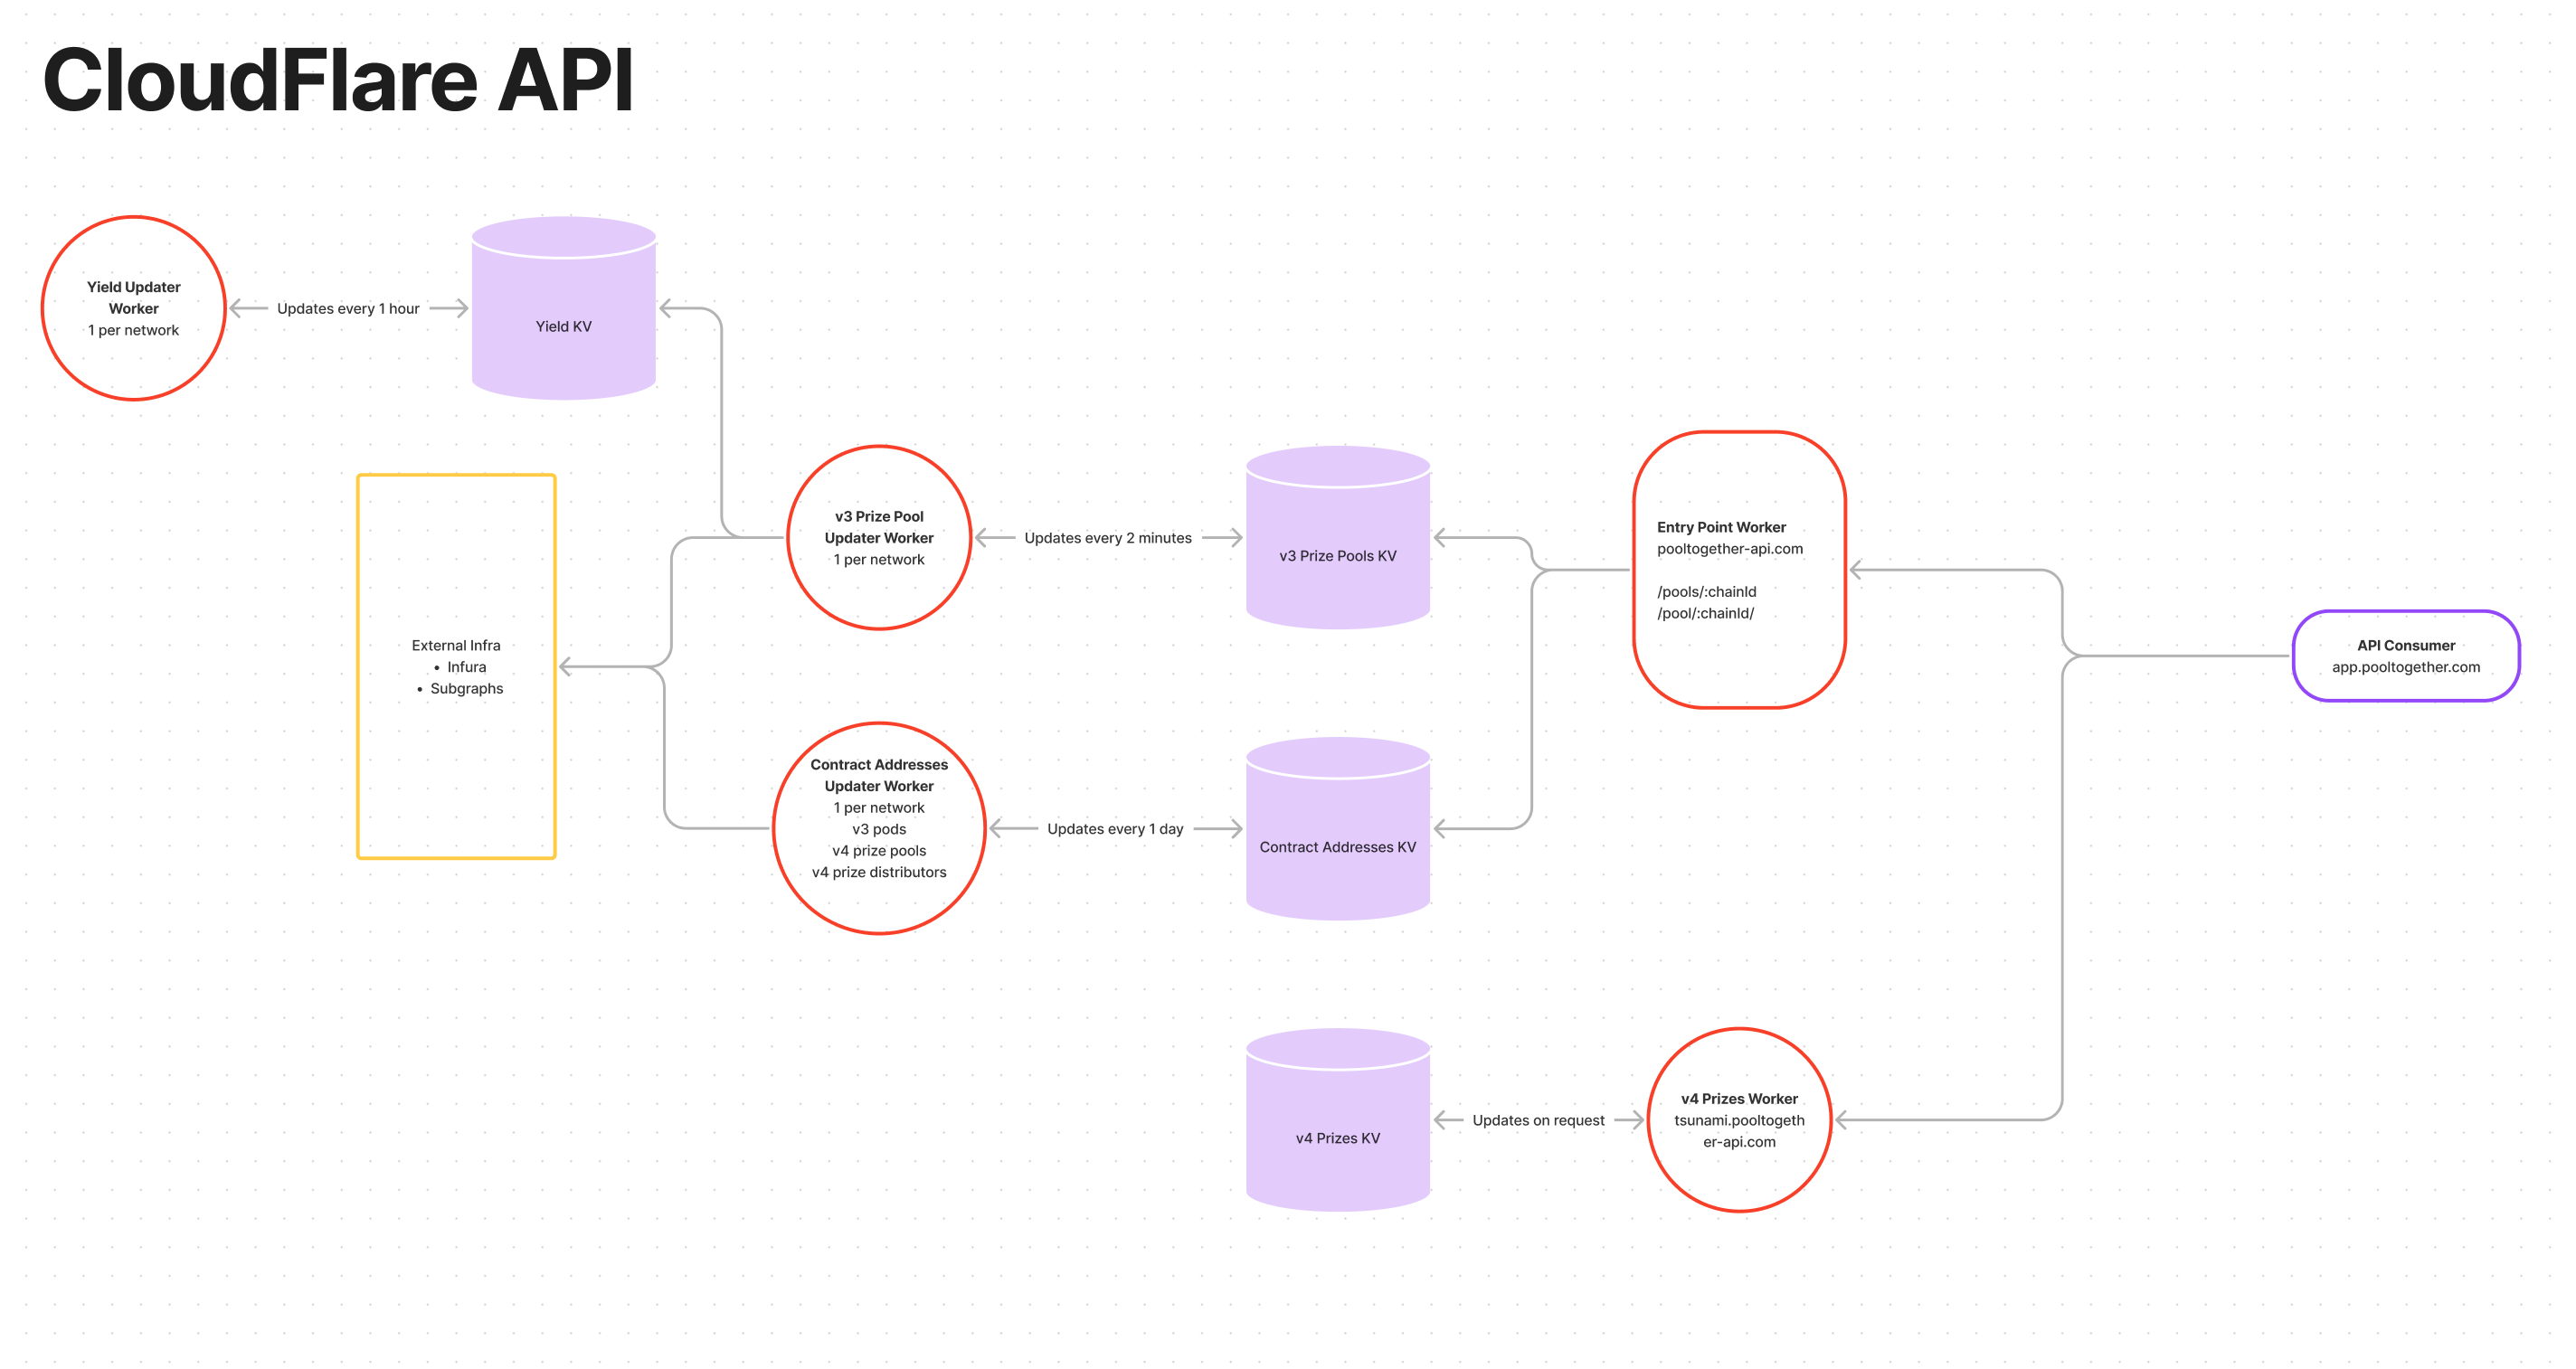 CloudFlare API
Yield Updater
Worker
1 per network
Updates every 1 hour
Yield KV
External Infra
• Infura
• Subgraphs
v3 Prize Pool
Updater Worker
1 per network
Updates every 2 minutes
v3 Prize Pools KV
Entry Point Worker
pooltogether-api.com
/pools/:chainId
/pool/:chainId/
API Consumer
app.pooltogether.com
Contract Addresses
Updater Worker
1 per network
v3 pods
v4 prize pools
v4 prize distributors
Updates every 1 day
Contract Addresses KV
v4 Prizes KV
Updates on request
v4 Prizes Worker
tsunami.pooltogeth
er-api.com